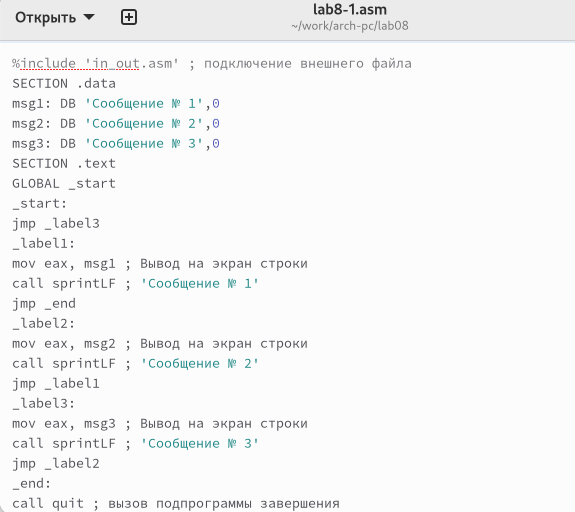 Открыть
lab8-1.asm
~/work/arch-pc/lab08
%include 'in_out.asm' ; подключение внешнего файла
SECTION .data
msg1: DB 'Сообщение № 1',0
msg2: DB 'Сообщение № 2',0
msg3: DB 'Сообщение № 3',0
SECTION .text
GLOBAL _start
_start:
jmp _label3
_label1:
mov eax, msg1 ; Вывод на экран строки
call sprintLF ; 'Сообщение № 1'
jmp _end
_label2:
mov eax, msg2 ; Вывод на экран строки
call sprintLF ; 'Сообщение № 2'
jmp _label1
_label3:
mov eax, msg3 ; Вывод на экран строки
call sprintLF ; 'Сообщение № 3'
jmp _label2
_end:
call quit ; вызов подпрограммы завершения